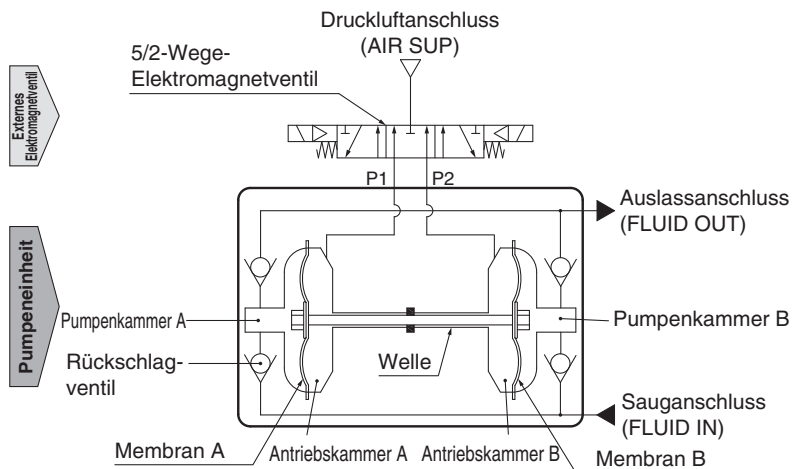 Druckluftanschluss
(AIR SUP)
5/2-Wege-
Elektromagnetventil
Externes
Elektromagnetventil
P1
P2
Auslassanschluss
(FLUID OUT)
Pumpeneinheit
Pumpenkammer A
Pumpenkammer B
Rückschlag-
ventil
Welle
Sauganschluss
(FLUID IN)
Membran A
Antriebskammer A
Antriebskammer B
Membran B